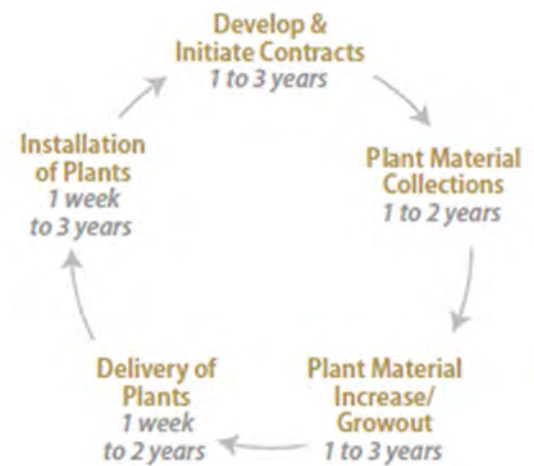 Develop &
Initiate Contracts
1 to 3 years
Plant Material
Collections
1 to 2 years
Plant Material
Increase/
Growout
1 to 3 years
Delivery of
Plants
1 week
to 2 years
Installation
of Plants
1 week
to 3 years